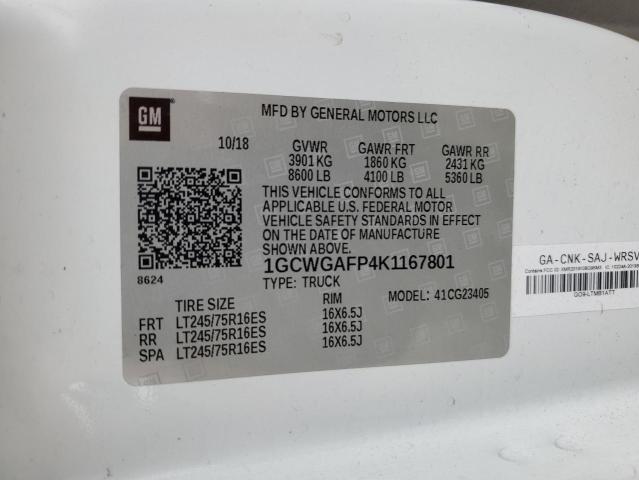 GM
MFD BY GENERAL MOTORS LLC
10/18 GVWR GAWR FRT GAWR RR
3901 KG 1860 KG 2431 KG
8600 LB 4100 LB 5360 LB
THIS VEHICLE CONFORMS TO ALL
APPLICABLE U.S. FEDERAL MOTOR
VEHICLE SAFETY STANDARDS IN EFFECT
ON THE DATE OF MANUFACTURE
SHOWN ABOVE.
1GCWGAFP4K1167801
8624
TYPE: TRUCK
MODEL: 41CG23405
TIRE SIZE RIM
FRT LT245/75R16ES 16X6.5J
RR LT245/75R16ES 16X6.5J
SPA LT245/75R16ES 16X6.5J
GA-CNK-SAJ-WRSV
GO9-LTMB1ATT